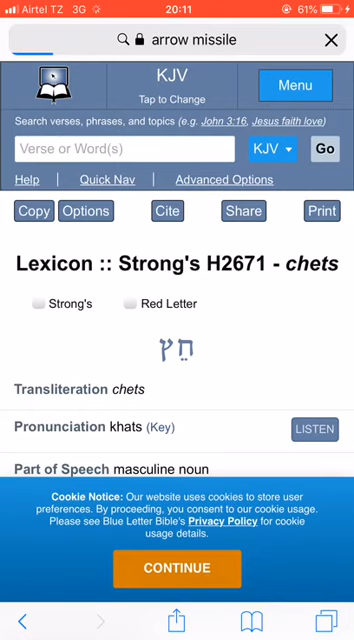 Airtel TZ 3G 20:11 61%
arrow missile
KJV
Tap to Change
Menu
Search verses, phrases, and topics (e.g. John 3:16, Jesus faith love)
Verse or Word(s) KJV Go
Help | Quick Nav | Advanced Options
Copy Options Cite Share Print
Lexicon :: Strong's H2671 - chets
Strong's Red Letter
חֵץ
Transliteration chets
Pronunciation khats (Key) LISTEN
Part of Speech masculine noun
Cookie Notice: Our website uses cookies to store user
preferences. By proceeding, you consent to our cookie usage.
Please see Blue Letter Bible's Privacy Policy for cookie
usage details.
CONTINUE